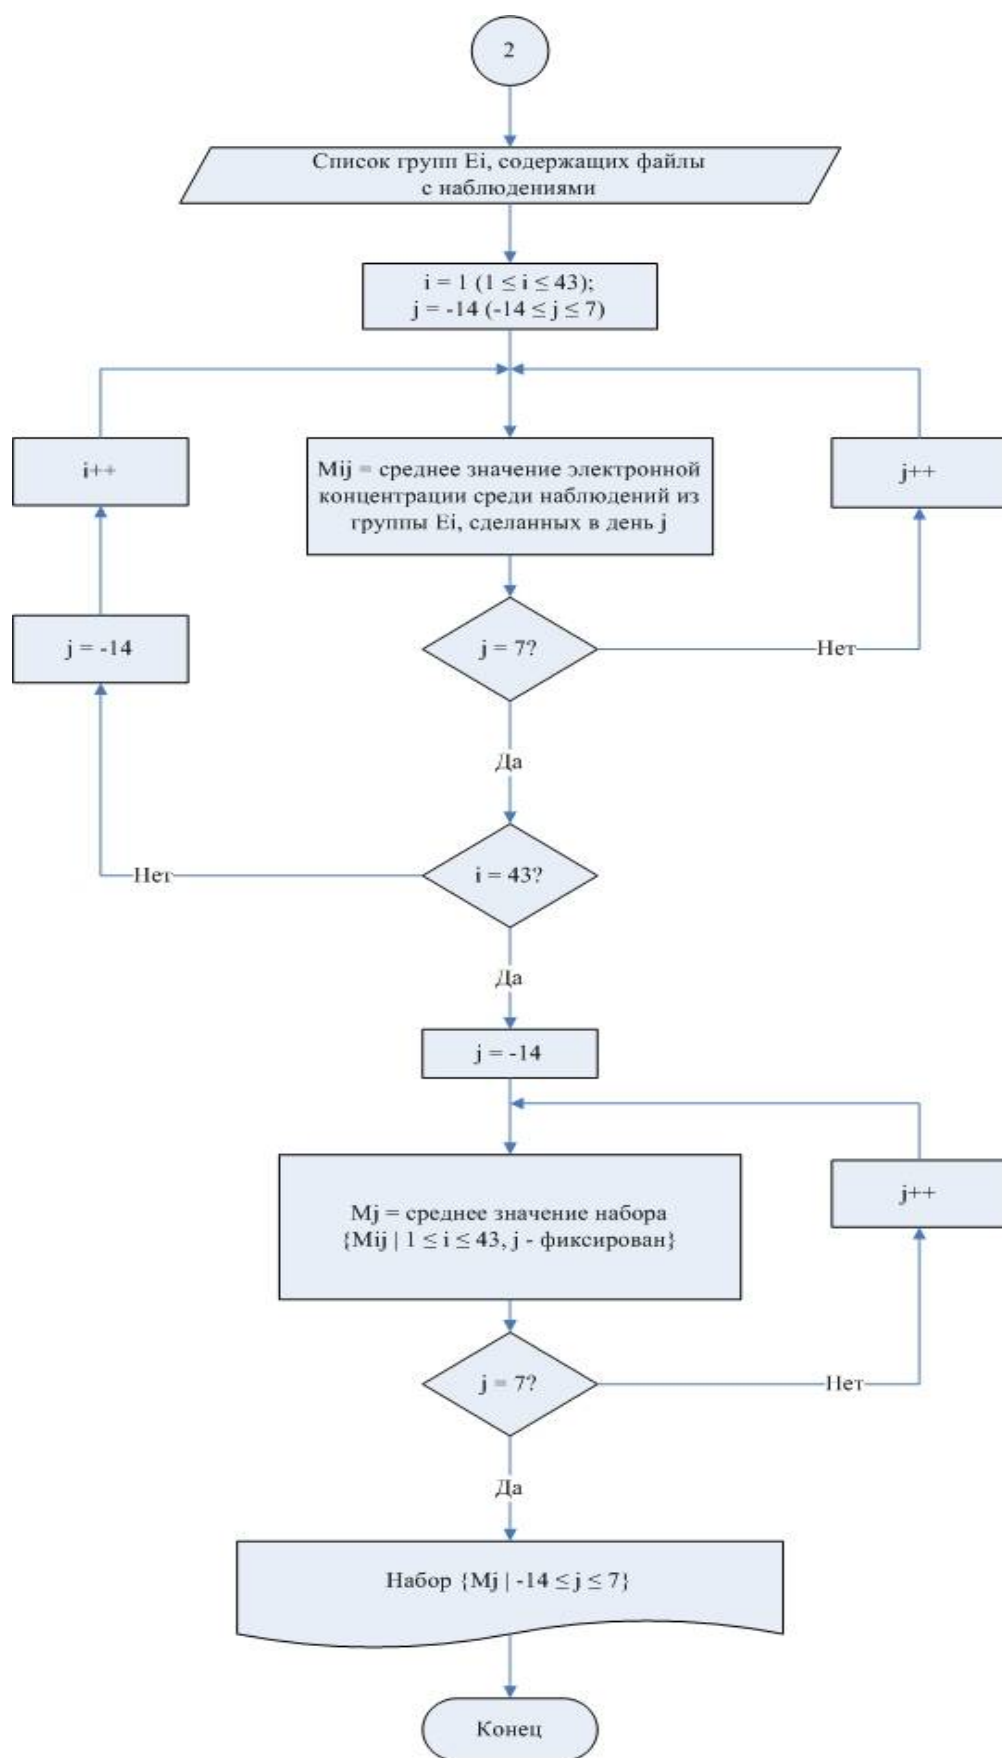 2
Список групп Ei, содержащих файлы
с наблюдениями
i = 1 (1 ≤ i ≤ 43);
j = -14 (-14 ≤ j ≤ 7)
i++
Mij = среднее значение электронной
концентрации среди наблюдений из
группы Ei, сделанных в день j
j++
j = -14
j = 7?
Нет
Да
Нет
i = 43?
Да
j = -14
Mj = среднее значение набора
{Mij | 1 ≤ i ≤ 43, j - фиксирован}
j++
j = 7?
Нет
Да
Набор {Mj | -14 ≤ j ≤ 7}
Конец